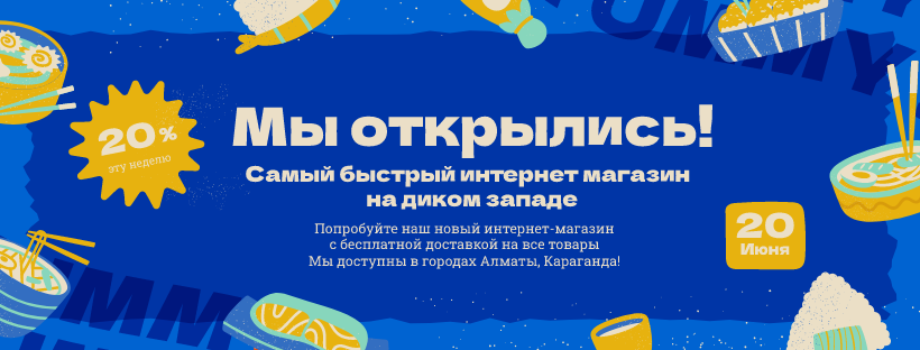 YUMMY
20%
эту неделю
Мы открылись!
Самый быстрый интернет магазин
на диком западе
Попробуйте наш новый интернет-магазин
с бесплатной доставкой на все товары
Мы доступны в городах Алматы, Караганда!
20
Июня